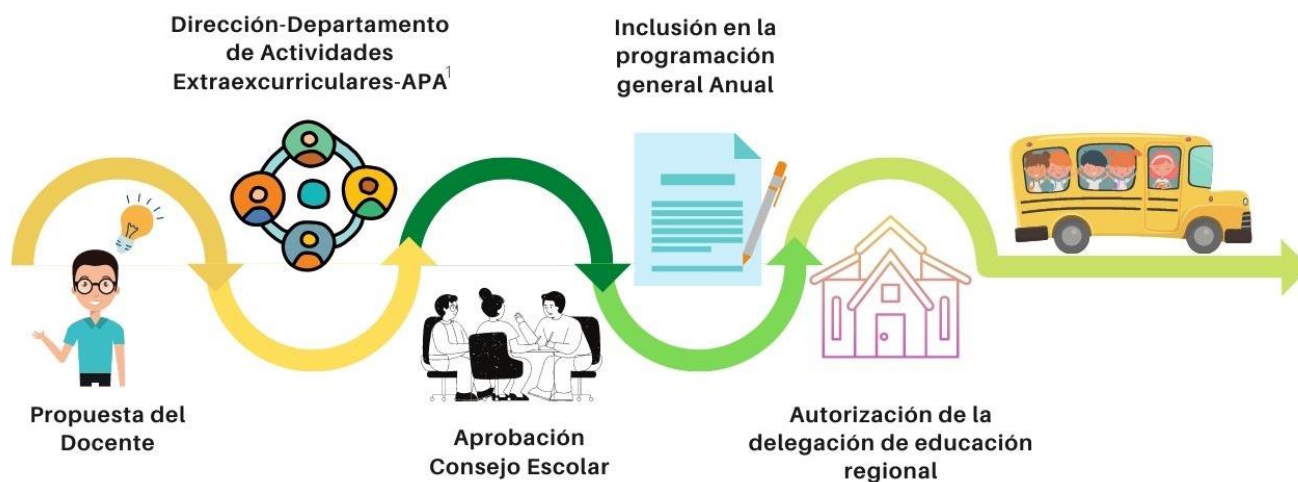 Dirección-Departamento
de Actividades
Extraexcurriculares-APA¹
Inclusión en la
programación
general Anual
Propuesta del
Docente
Aprobación
Consejo Escolar
Autorización de la
delegación de educación
regional